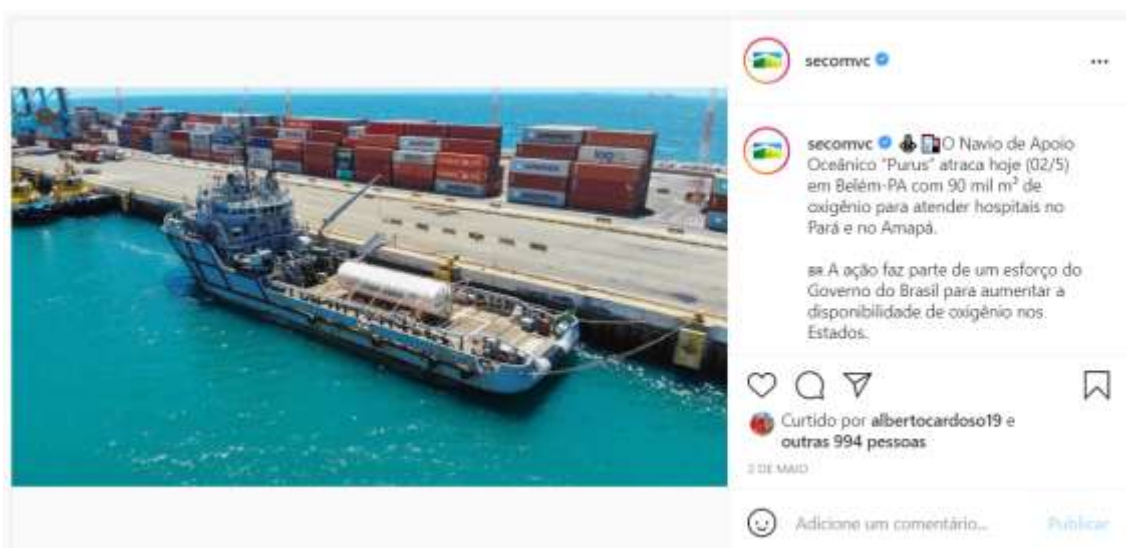 secomvc
secomvc O Navio de Apoio
Oceânico "Purus" atraca hoje (02/5)
em Belém-PA com 90 mil m³ de
oxigênio para atender hospitais no
Pará e no Amapá.
BR A ação faz parte de um esforço do
Governo do Brasil para aumentar a
disponibilidade de oxigênio nos
Estados.
Curtido por albertocardoso19 e
outras 994 pessoas
2 DE MAIO
Adicione um comentário... Publicar